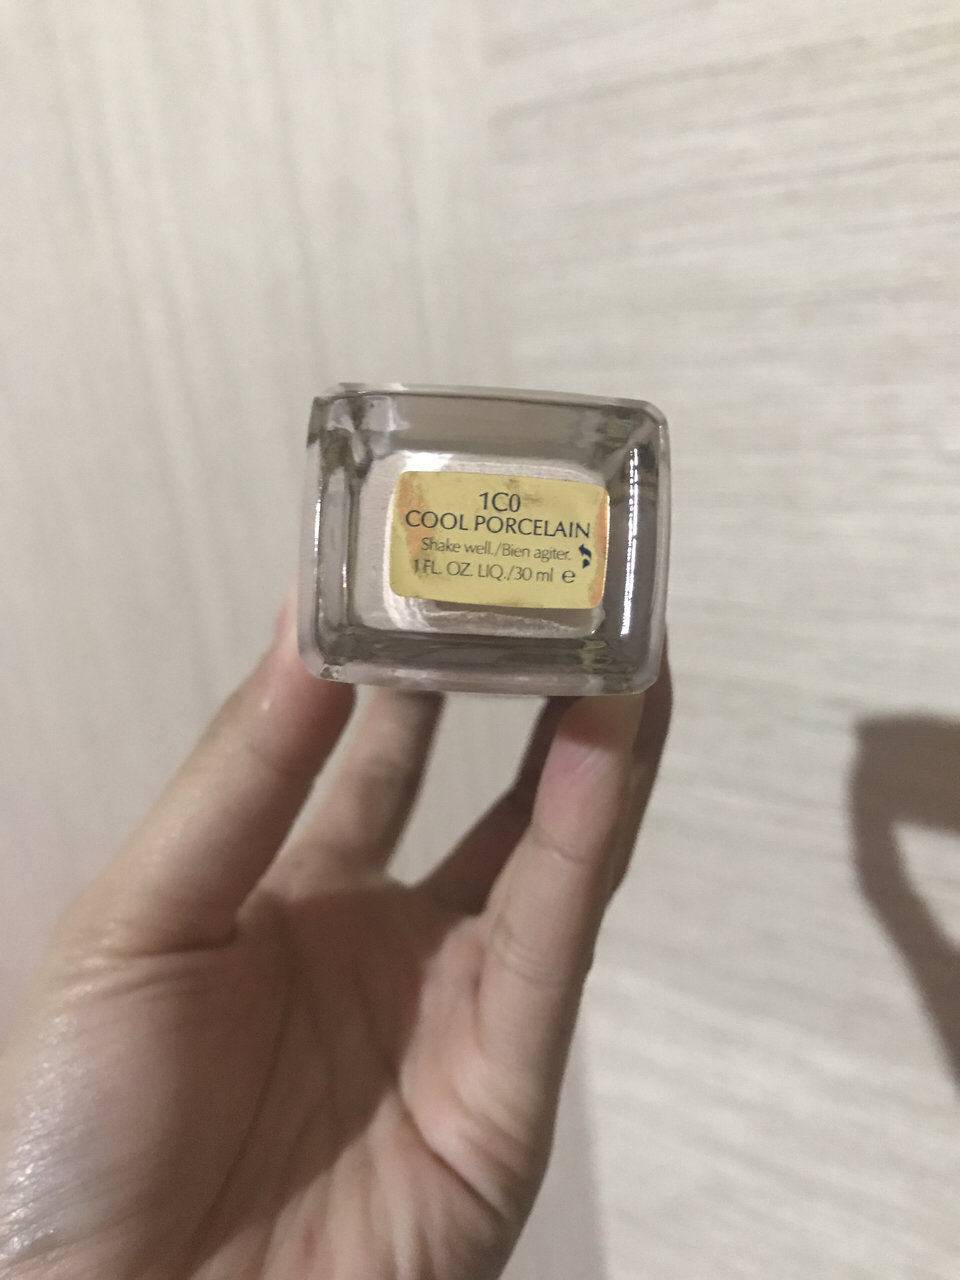 1C0
COOL PORCELAIN
Shake well./Bien agiter.
1 FL. OZ. LIQ./30 ml e